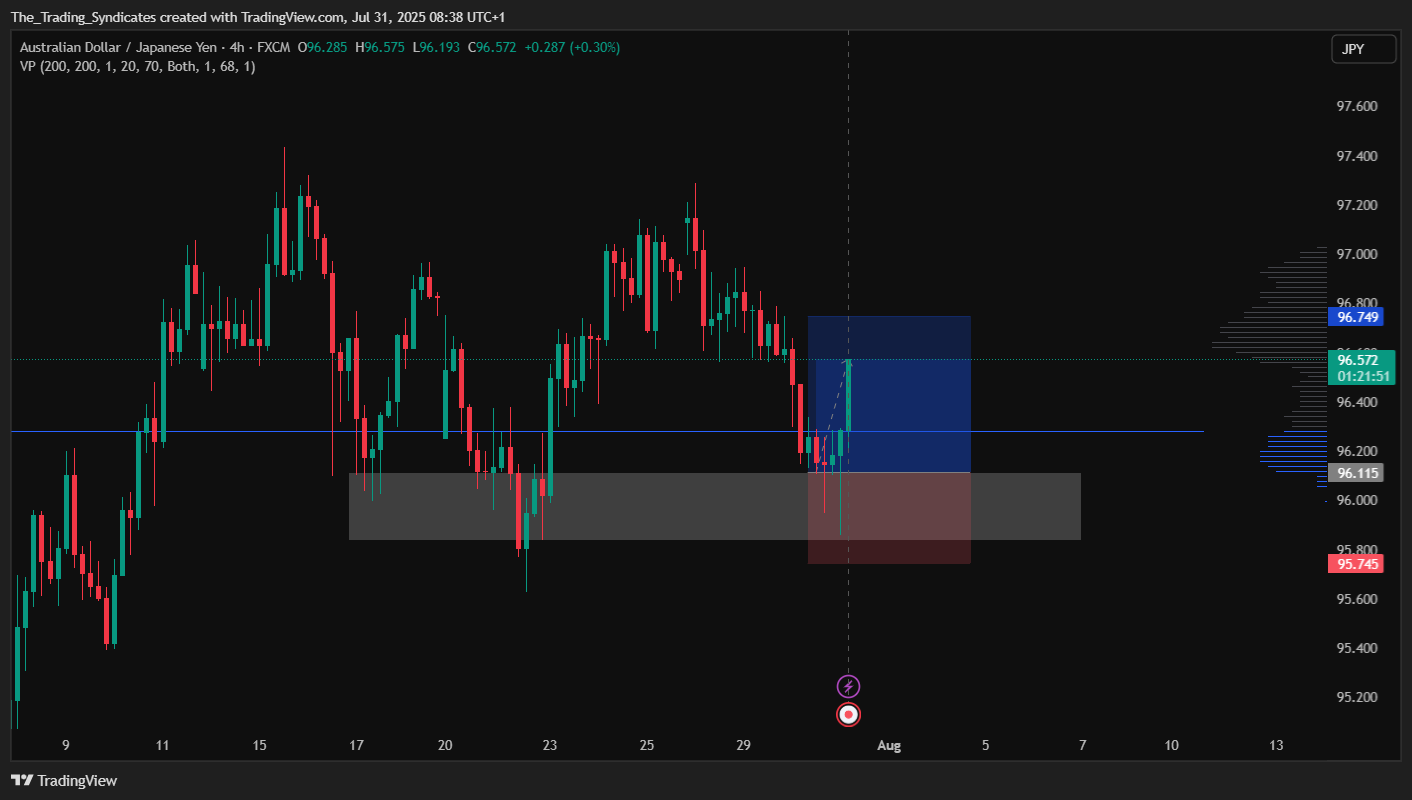 The_Trading_Syndicates created with TradingView.com, Jul 31, 2025 08:38 UTC+1
Australian Dollar / Japanese Yen · 4h · FXCM O96.285 H96.575 L96.193 C96.572 +0.287 (+0.30%)
VP (200, 200, 1, 20, 70, Both, 1, 68, 1)
JPY
97.600
97.400
97.200
97.000
96.800
96.749
96.572
01:21:51
96.400
96.200
96.115
96.000
95.800
95.745
95.600
95.400
95.200
9 11 15 17 20 23 25 29 Aug 5 7 10 13
TradingView